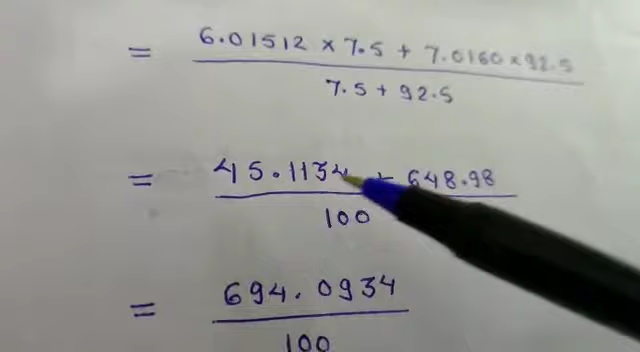 = 6.01512 × 7.5 + 7.0160 × 92.5
7.5 + 92.5
= 45.1134 + 648.98
100
= 694.0934
100